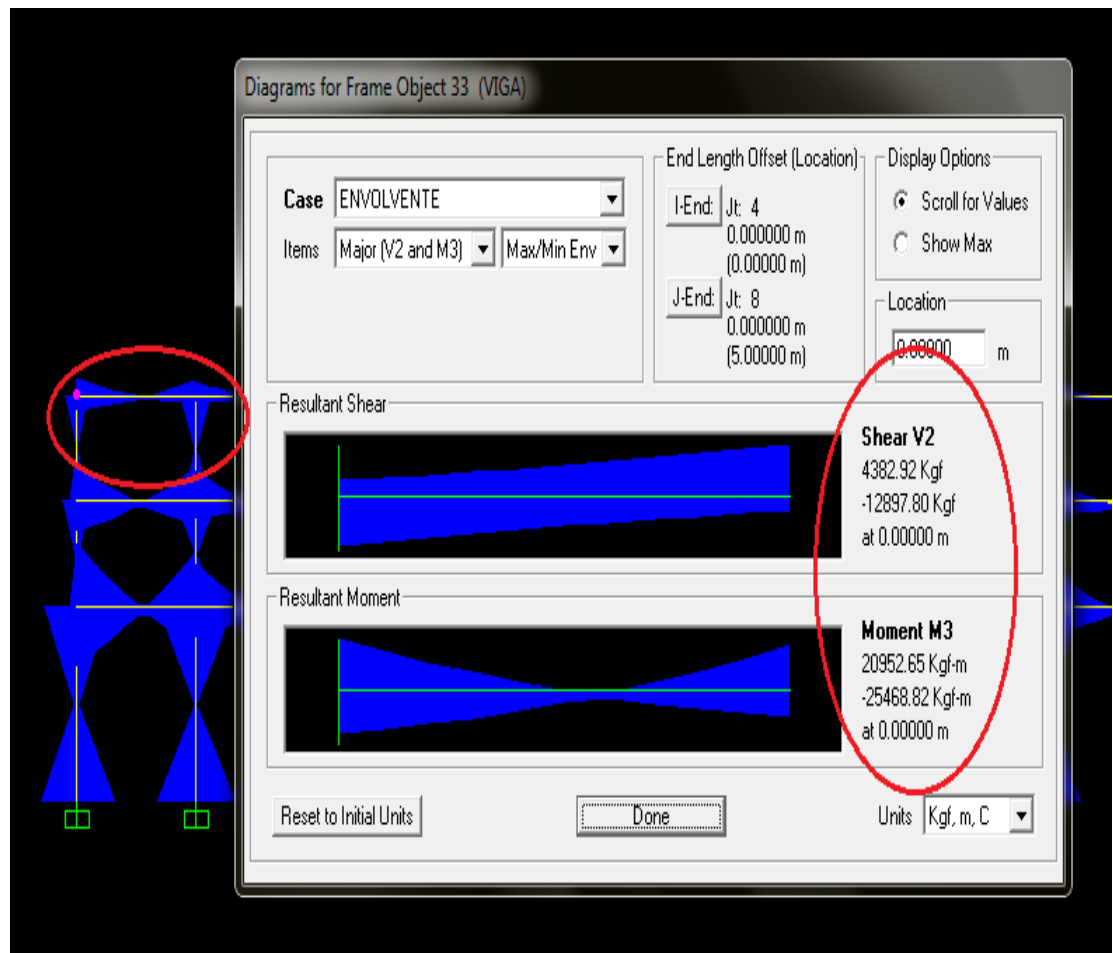 Diagrams for Frame Object 33 (VIGA)
Case ENVOLVENTE
Items Major (V2 and M3) Max/Min Env
End Length Offset (Location)
I-End: Jt: 4
0.000000 m
(0.00000 m)
J-End: Jt: 8
0.000000 m
(5.00000 m)
Display Options
Scroll for Values
Show Max
Location
0.00000 m
Resultant Shear
Shear V2
4382.92 Kgf
-12897.80 Kgf
at 0.00000 m
Resultant Moment
Moment M3
20952.65 Kgf-m
-25468.82 Kgf-m
at 0.00000 m
Reset to Initial Units
Done
Units Kgf, m, C